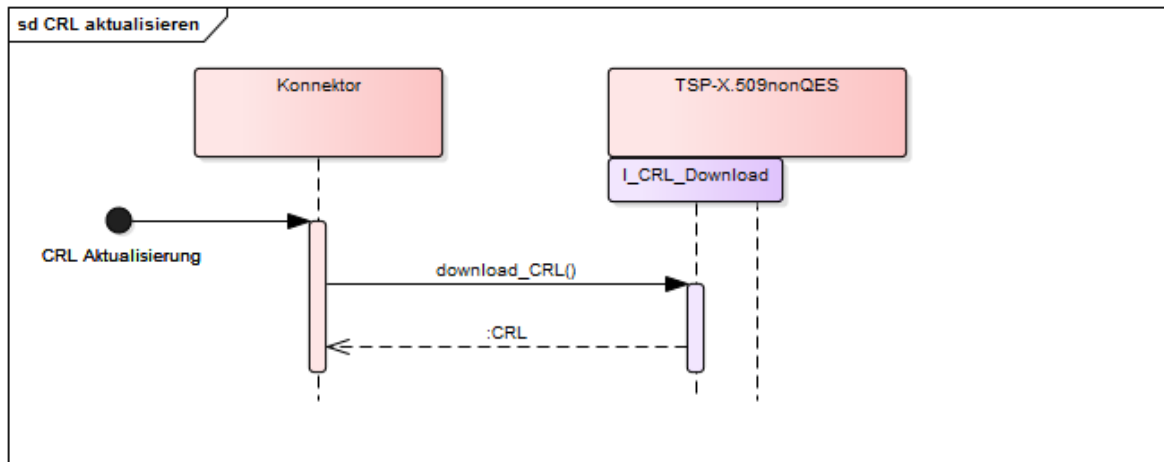 sd CRL aktualisieren
Konnektor
TSP-X.509nonQES
I_CRL_Download
CRL Aktualisierung
download_CRL()
:CRL